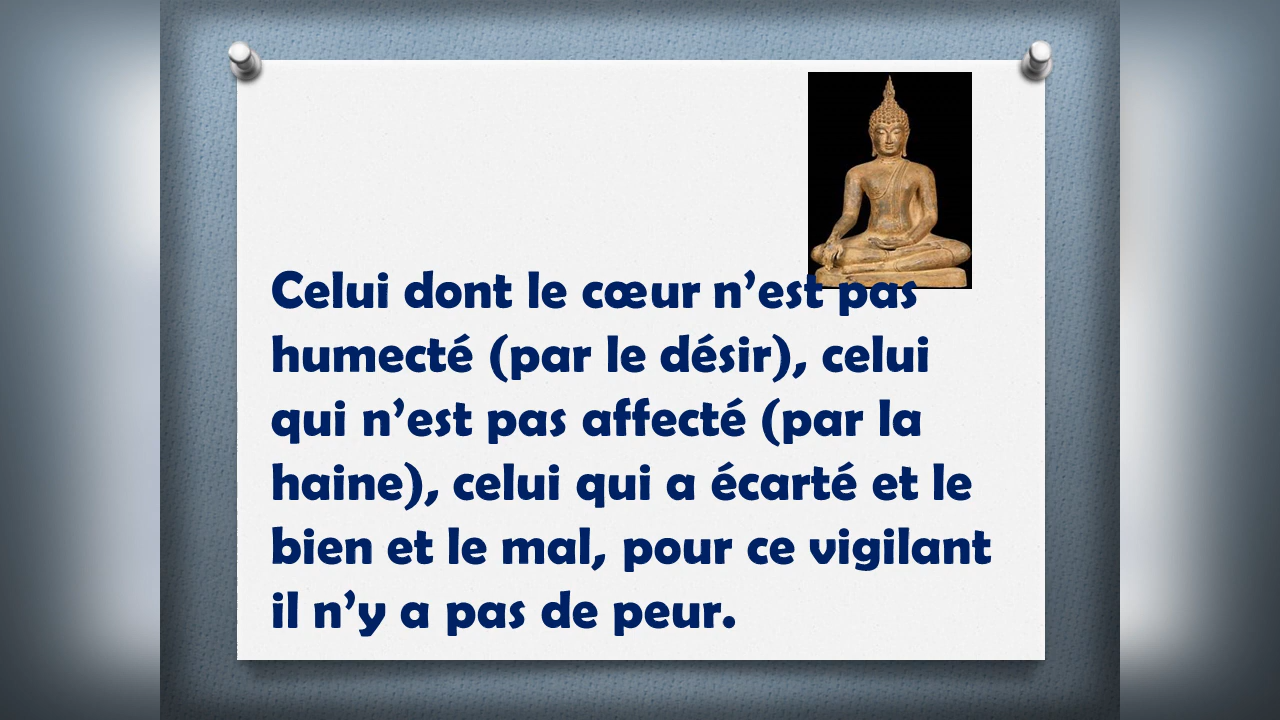 Celui dont le cœur n’est pas
humecté (par le désir), celui
qui n’est pas affecté (par la
haine), celui qui a écarté et le
bien et le mal, pour ce vigilant
il n’y a pas de peur.